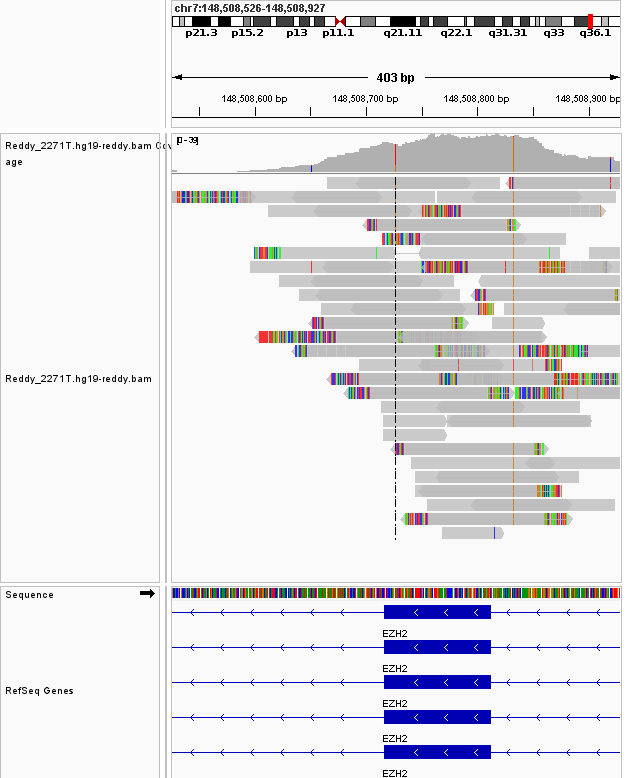 chr7:148,508,526-148,508,927
p21.3 p15.2 p13 p11.1 q21.11 q22.1 q31.31 q33 q36.1
403 bp
148,508,600 bp 148,508,700 bp 148,508,800 bp 148,508,900 bp
Reddy_2271T.hg19-reddy.bam Cov
age
[0-39]
Reddy_2271T.hg19-reddy.bam
Sequence
EZH2
EZH2
EZH2
RefSeq Genes
EZH2
EZH2